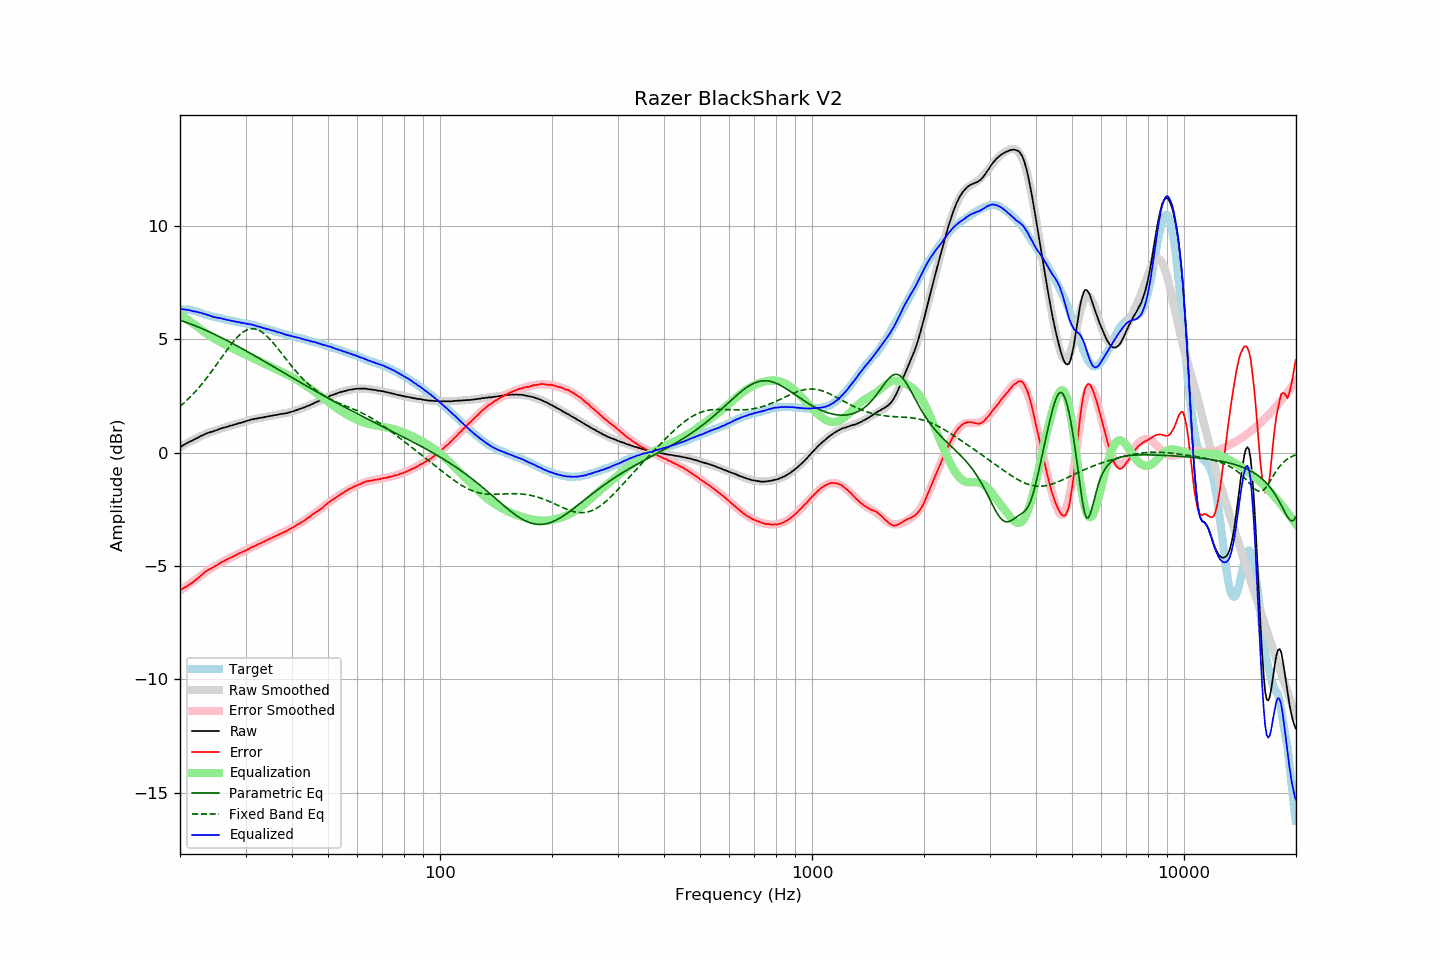 Razer BlackShark V2
Amplitude (dBr)
10
5
0
−5
−10
−15
Target
Raw Smoothed
Error Smoothed
Raw
Error
Equalization
Parametric Eq
Fixed Band Eq
Equalized
100
1000
10000
Frequency (Hz)